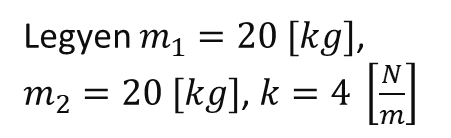 Legyen m₁ = 20 [kg],
m₂ = 20 [kg], k = 4 [N/m]